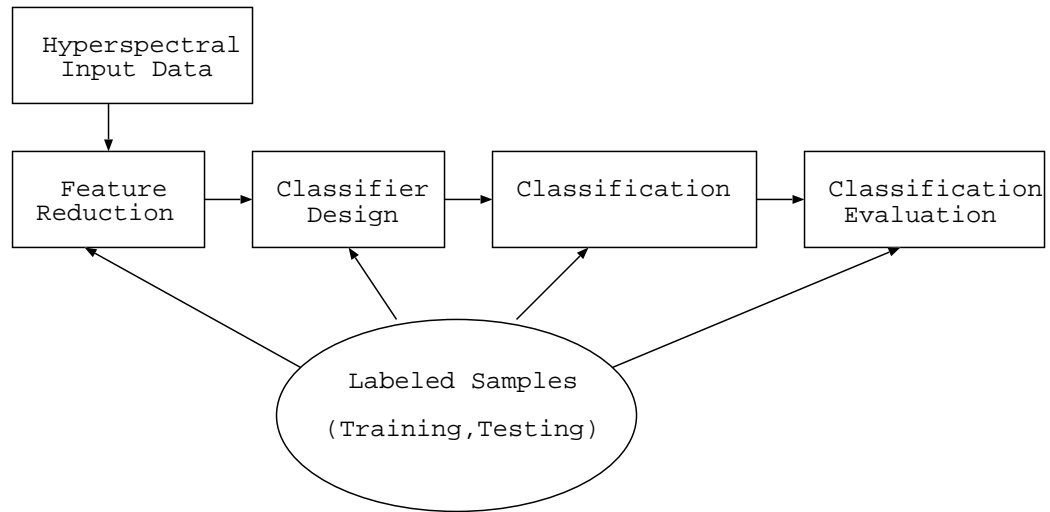 Hyperspectral
Input Data
Feature
Reduction
Classifier
Design
Classification
Classification
Evaluation
Labeled Samples
(Training,Testing)